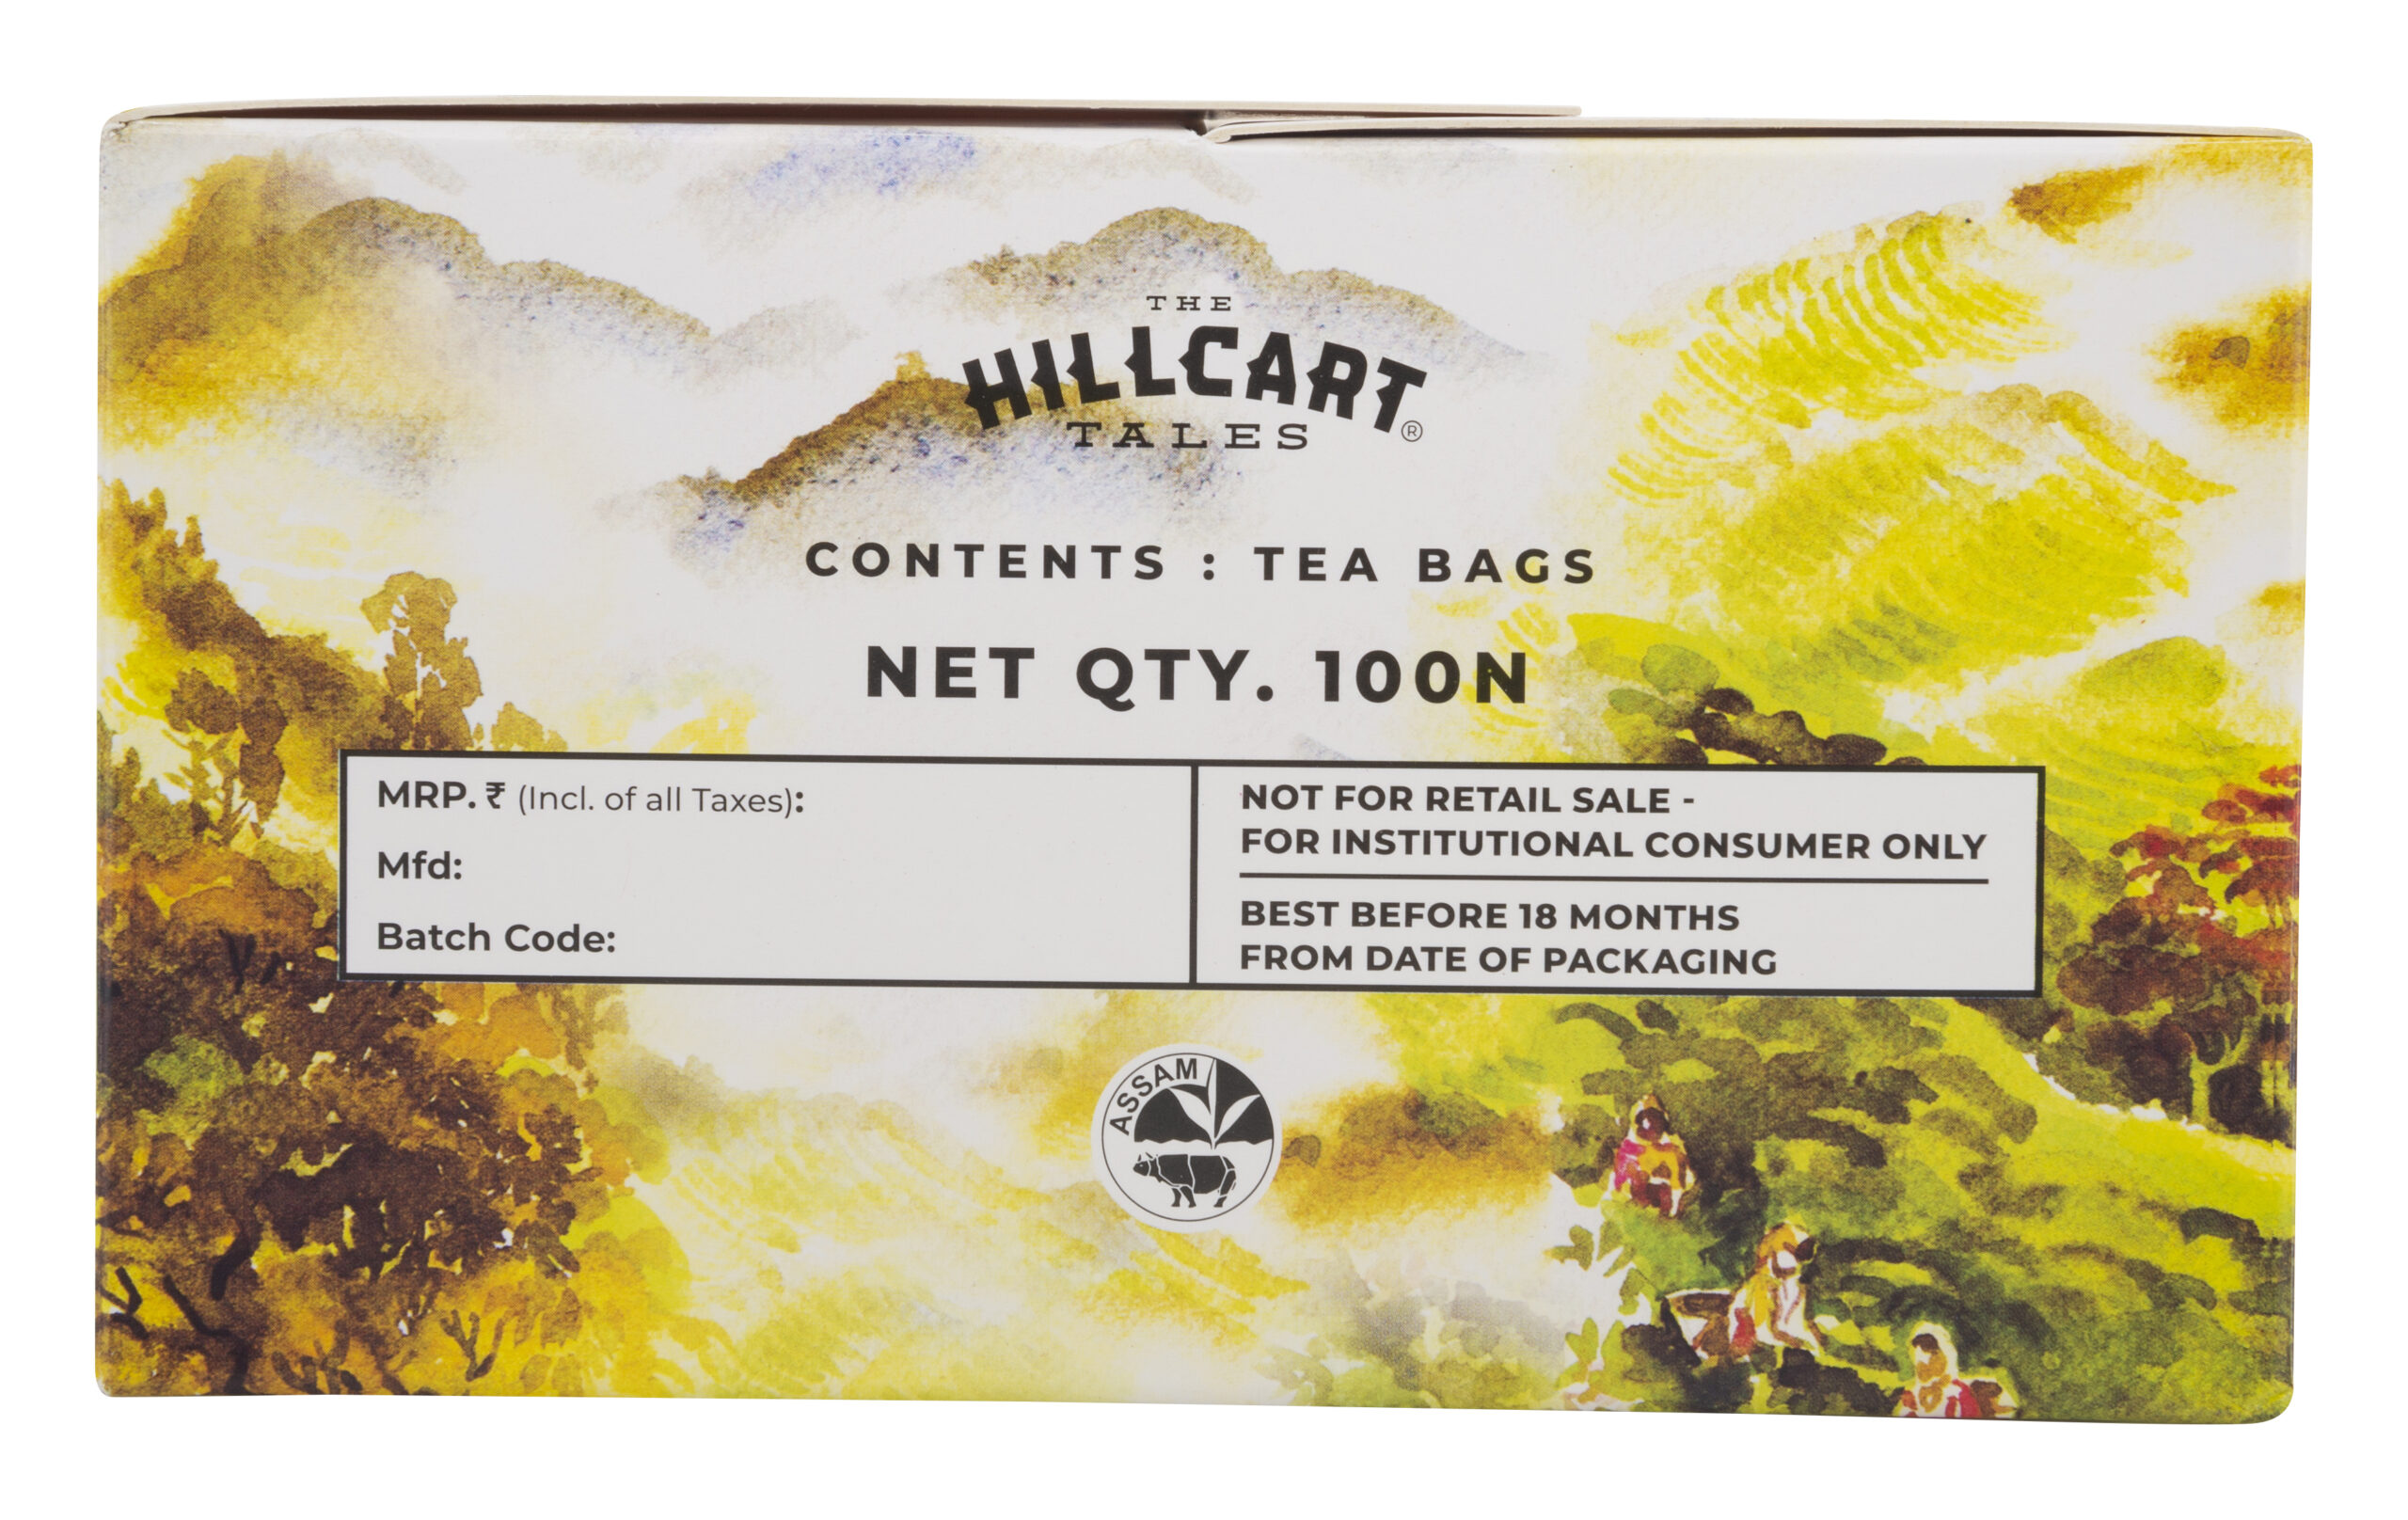 THE
HILLCART®
TALES
CONTENTS : TEA BAGS
NET QTY. 100N
MRP. ₹ (Incl. of all Taxes):
Mfd:
Batch Code:
NOT FOR RETAIL SALE -
FOR INSTITUTIONAL CONSUMER ONLY
BEST BEFORE 18 MONTHS
FROM DATE OF PACKAGING
ASSAM